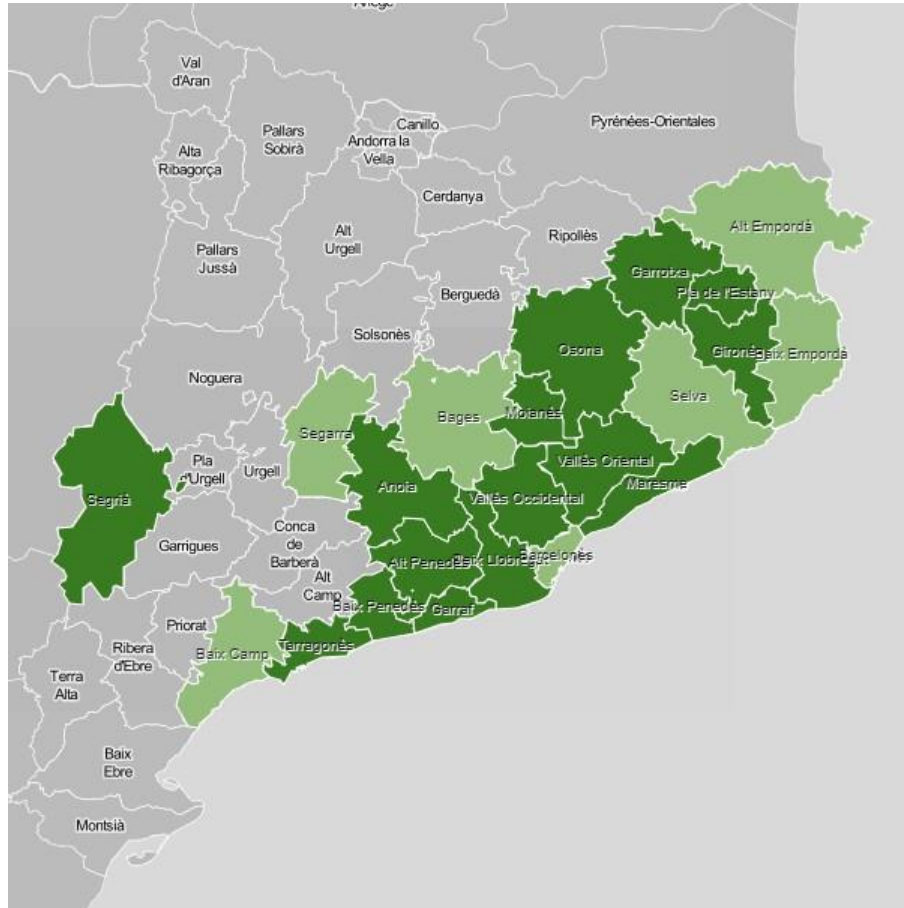 Ariège
Val
d'Aran
Canillo
Pyrénées-Orientales
Pallars
Sobirà
Andorra la
Vella
Alta
Ribagorça
Cerdanya
Alt Empordà
Alt
Urgell
Ripollès
Pallars
Jussà
Garrotxa
Berguedà
Pla de l'Estany
Solsonès
Osona
Gironès
Baix Empordà
Noguera
Selva
Moianès
Bages
Segarra
Pla
d'Urgell
Urgell
Vallès Oriental
Maresme
Anoia
Segrià
Vallès Occidental
Conca
de
Barberà
Garrigues
Alt Penedès
Baix Llobregat
Barcelonès
Alt
Camp
Baix Penedès
Garraf
Priorat
Tarragonès
Ribera
d'Ebre
Baix Camp
Terra
Alta
Baix
Ebre
Montsià